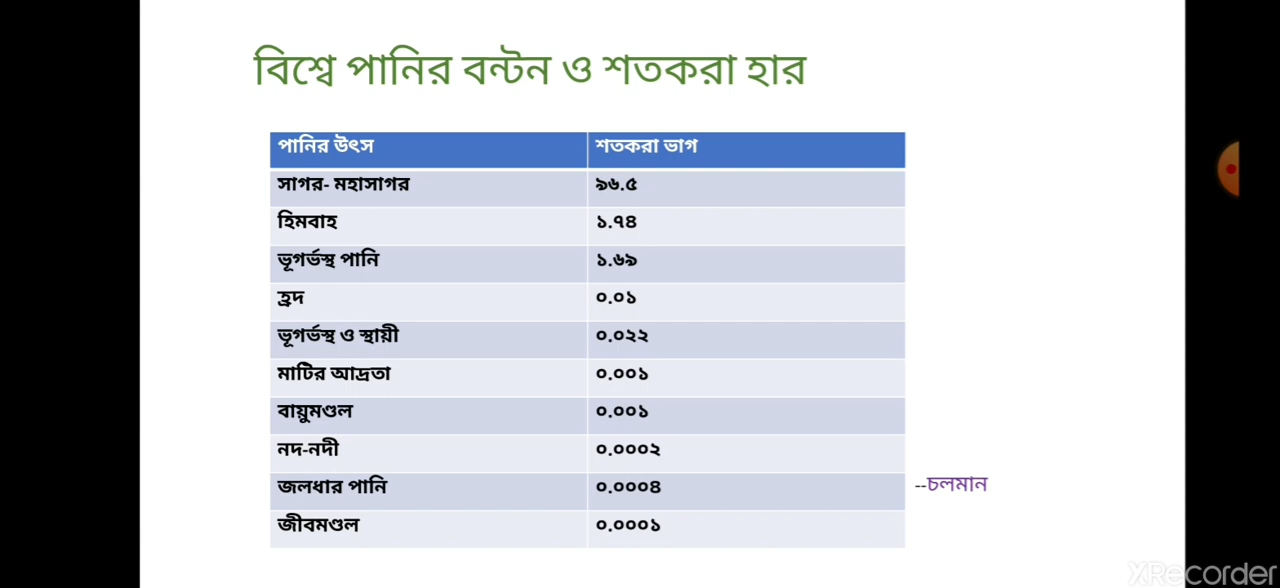 বিশ্বে পানির বন্টন ও শতকরা হার
পানির উৎস শতকরা ভাগ
সাগর- মহাসাগর ৯৬.৫
হিমবাহ ১.৭৪
ভূগর্ভস্থ পানি ১.৬৯
হ্রদ ০.০১
ভূগর্ভস্থ ও স্থায়ী ০.০২২
মাটির আদ্রতা ০.০০১
বায়ুমণ্ডল ০.০০১
নদ-নদী ০.০০০২
জলধার পানি ০.০০০৪ --চলমান
জীবমণ্ডল ০.০০০১
XRecorder